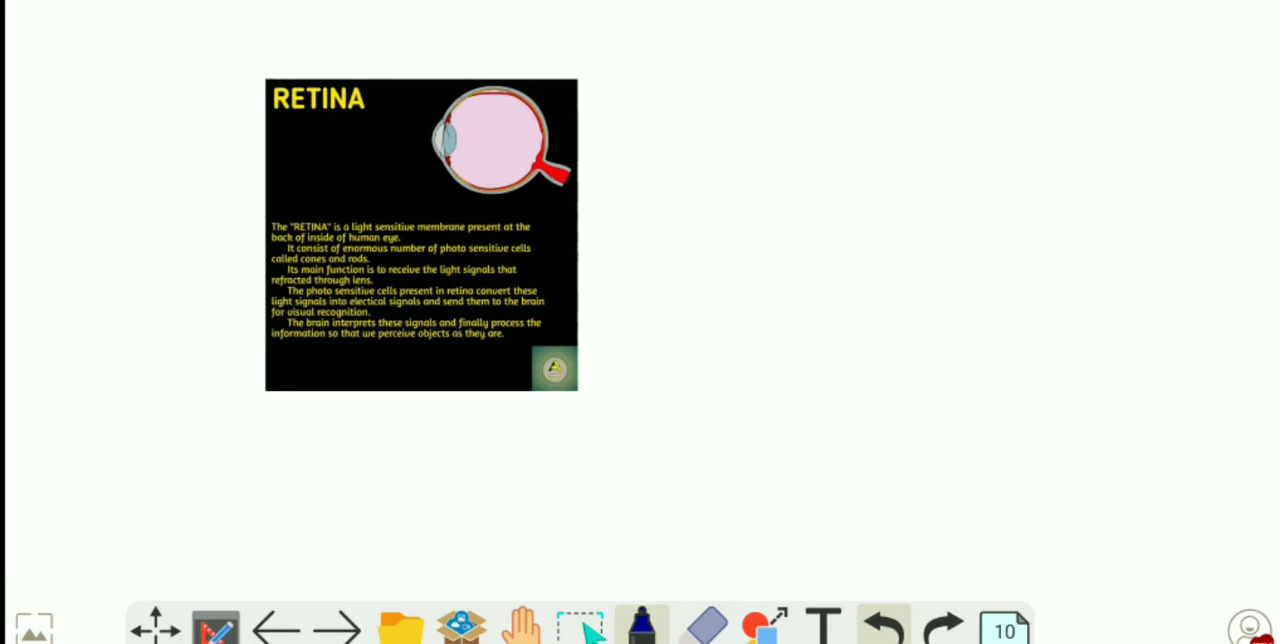 RETINA
The "RETINA" is a light sensitive membrane present at the
back of inside of human eye.
It consist of enormous number of photo sensitive cells
called cones and rods.
Its main function is to receive the light signals that
refracted through lens.
The photo sensitive cells present in retina convert these
light signals into electical signals and send them to the brain
for visual recognition.
The brain interprets these signals and finally process the
information so that we perceive objects as they are.
T
10